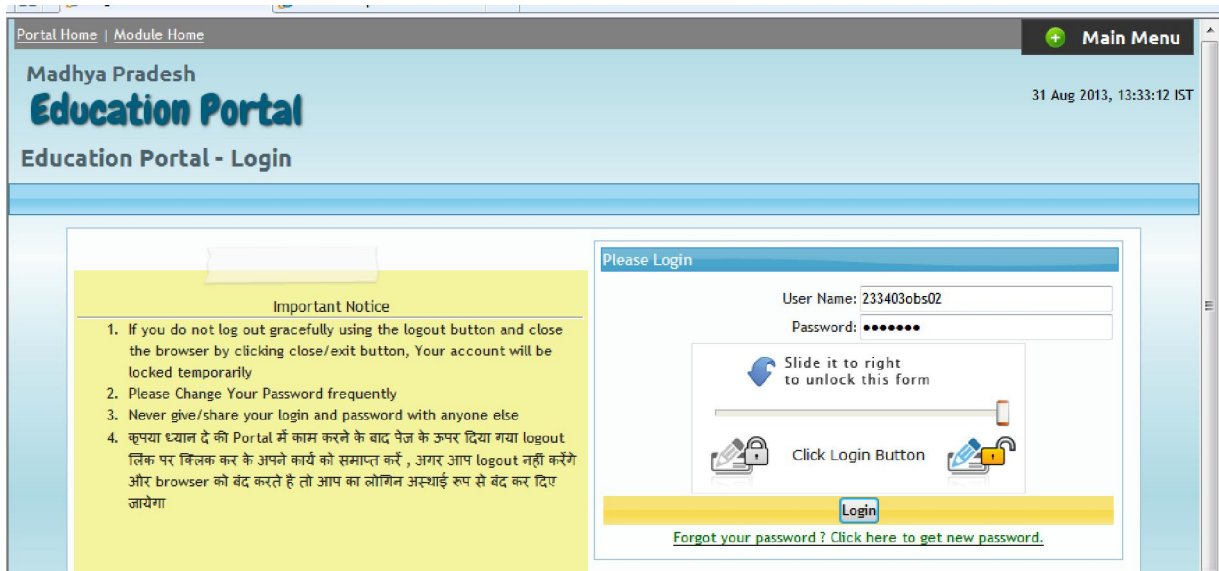 Portal Home | Module Home
Main Menu
Madhya Pradesh
Education Portal
31 Aug 2013, 13:33:12 IST
Education Portal - Login
Important Notice
1. If you do not log out gracefully using the logout button and close
the browser by clicking close/exit button, Your account will be
locked temporarily
2. Please Change Your Password frequently
3. Never give/share your login and password with anyone else
4. कृपया ध्यान दे की Portal में काम करने के बाद पेज के ऊपर दिया गया logout
लिंक पर क्लिक कर के अपने कार्य को समाप्त करें , अगर आप logout नहीं करेंगे
और browser को बंद करते है तो आप का लोगिन अस्थाई रूप से बंद कर दिए
जायेगा
Please Login
User Name: 233403obs02
Password: ●●●●●●●
Slide it to right
to unlock this form
Click Login Button
Login
Forgot your password ? Click here to get new password.